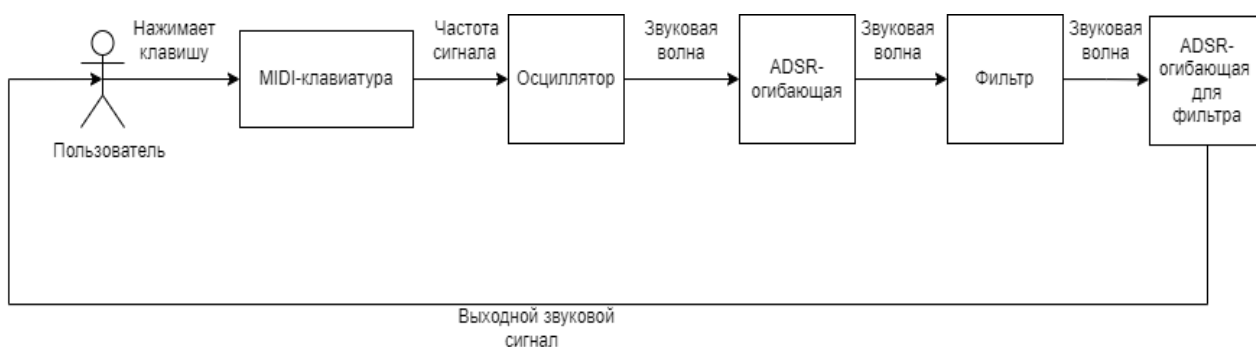 Нажимает
клавишу
Частота
сигнала
Звуковая
волна
Звуковая
волна
Звуковая
волна
Пользователь
MIDI-клавиатура
Осциллятор
ADSR-
огибающая
Фильтр
ADSR-
огибающая
для
фильтра
Выходной звуковой
сигнал